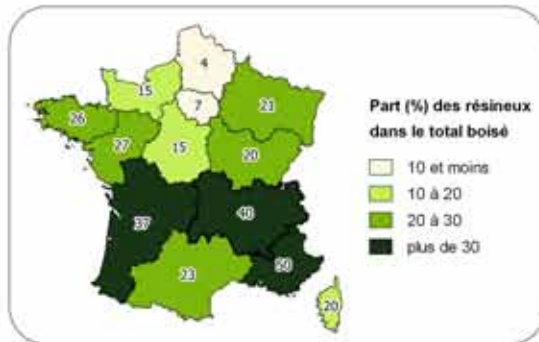 4
15
7
21
26
27
15
20
37
40
23
50
20
Part (%) des résineux
dans le total boisé
10 et moins
10 à 20
20 à 30
plus de 30